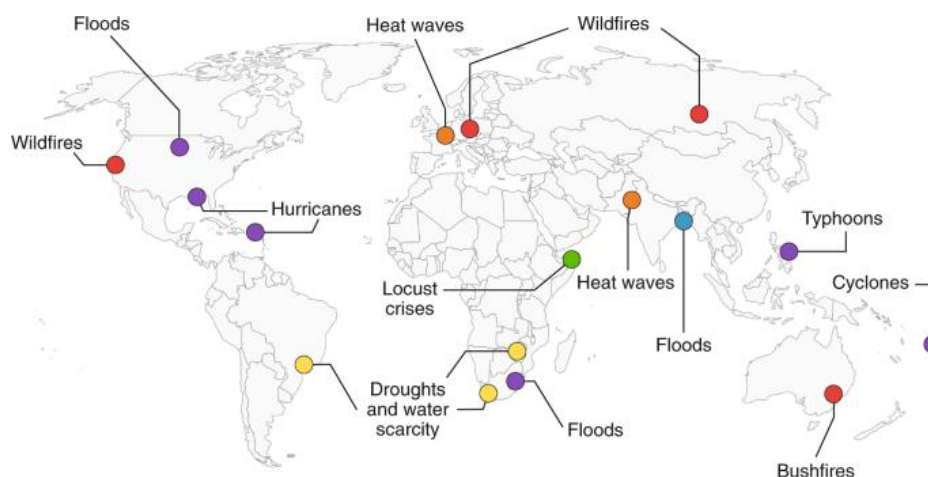 Floods
Heat waves
Wildfires
Wildfires
Hurricanes
Typhoons
Locust
crises
Heat waves
Cyclones
Floods
Droughts
and water
scarcity
Floods
Bushfires